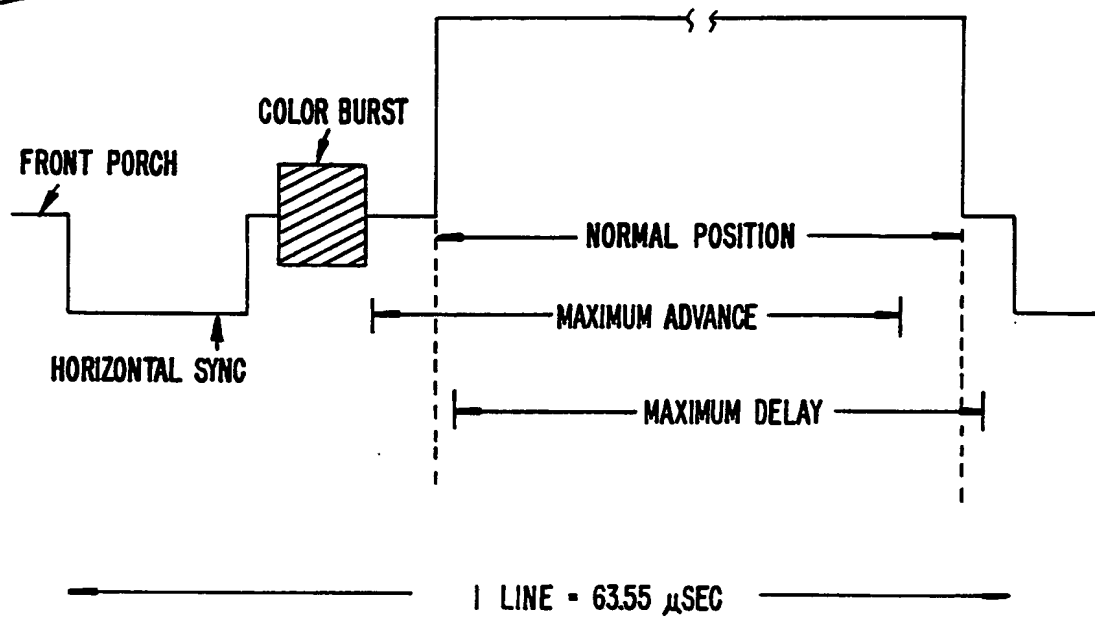 COLOR BURST
FRONT PORCH
NORMAL POSITION
MAXIMUM ADVANCE
HORIZONTAL SYNC
MAXIMUM DELAY
1 LINE = 63.55 µSEC